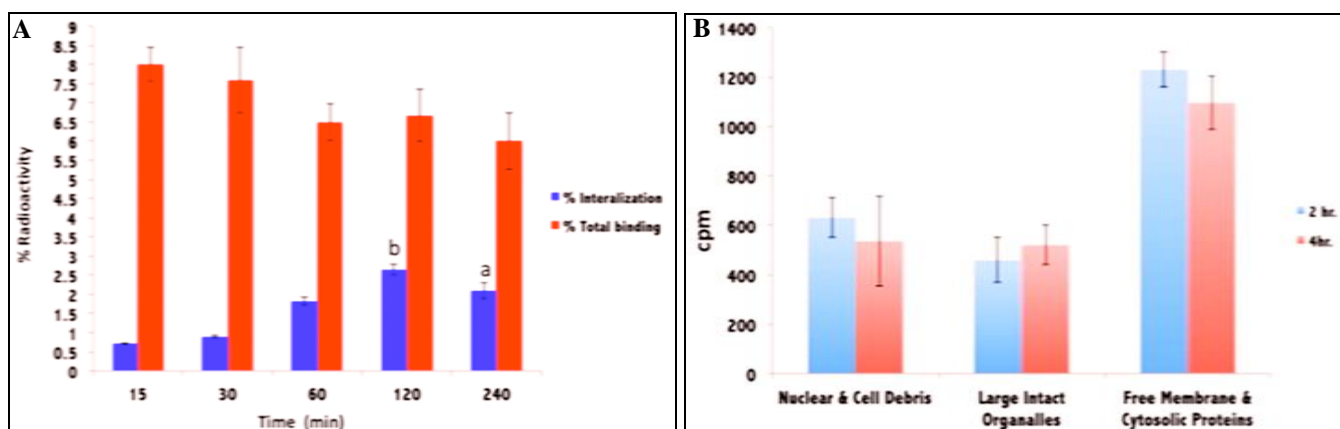 A
9
8.5
8
7.5
7
6.5
6
5.5
5
4.5
4
3.5
3
2.5
2
1.5
1
0.5
0
% Radioactivity
b
a
15 30 60 120 240
Time (min)
% Interalization
% Total binding
B
1400
1200
1000
800
600
400
200
0
cpm
Nuclear & Cell Debris Large Intact Free Membrane &
Organalles Cytosolic Proteins
2 hr.
4hr.